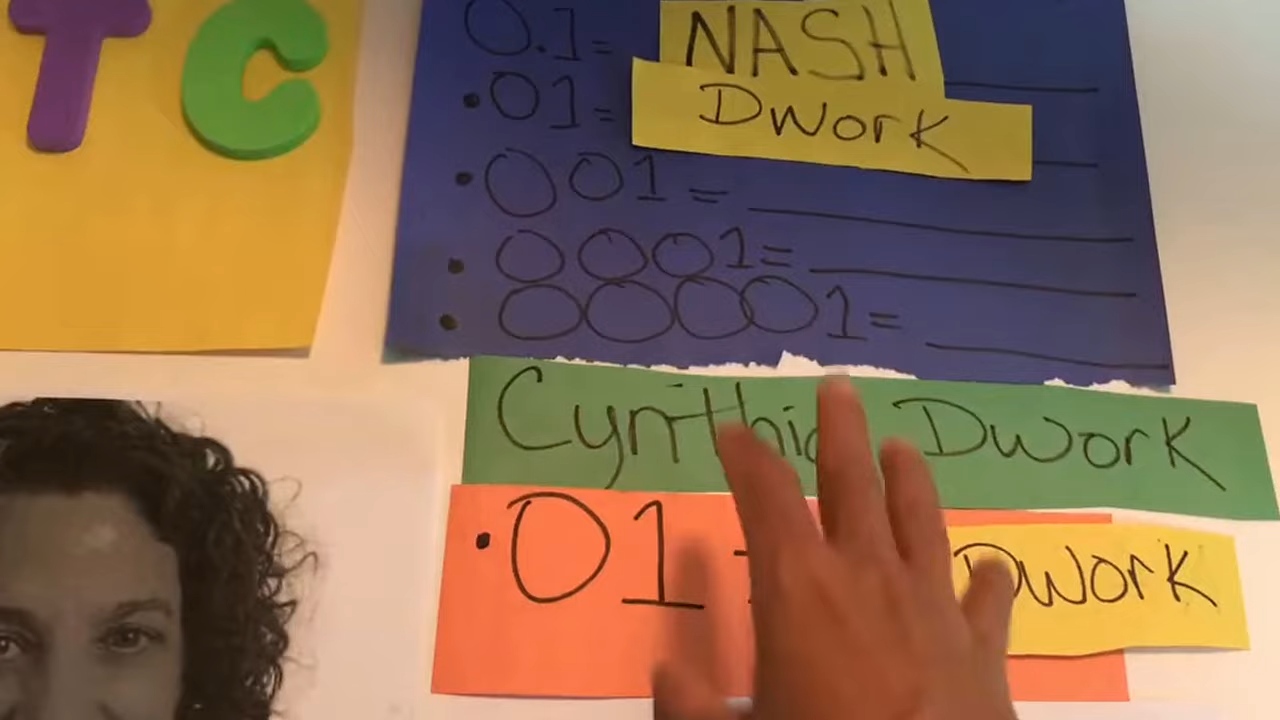 TC
0.1= NASH
.01= Dwork
.001=
.0001=
.00001=
Cynthia Dwork
.01 = Dwork